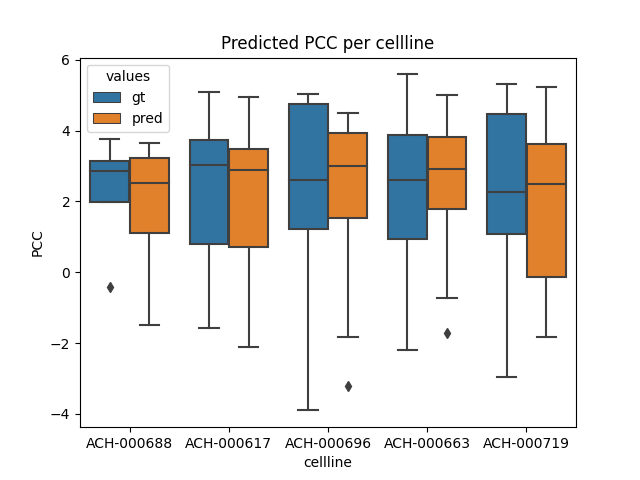 Predicted PCC per cellline
values
gt
pred
PCC
6
4
2
0
−2
−4
ACH-000688 ACH-000617 ACH-000696 ACH-000663 ACH-000719
cellline